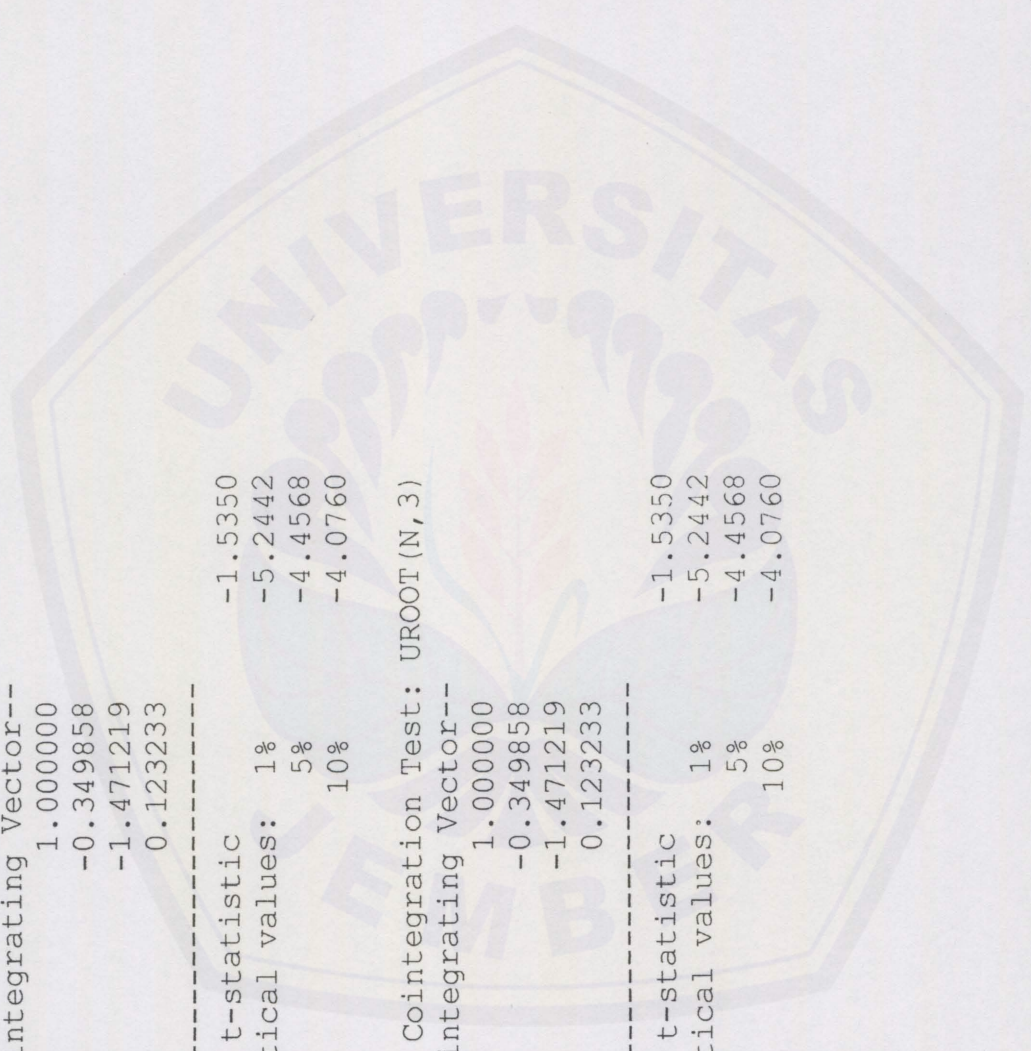 ntegrating Vector--
1.000000
-0.349858
-1.471219
0.123233
------------------------------
t-statistic -1.5350
tical values: 1% -5.2442
5% -4.4568
10% -4.0760
Cointegration Test: UROOT(N,3)
ntegrating Vector--
1.000000
-0.349858
-1.471219
0.123233
------------------------------
t-statistic -1.5350
tical values: 1% -5.2442
5% -4.4568
10% -4.0760
UNIVERSITAS
JEMBER